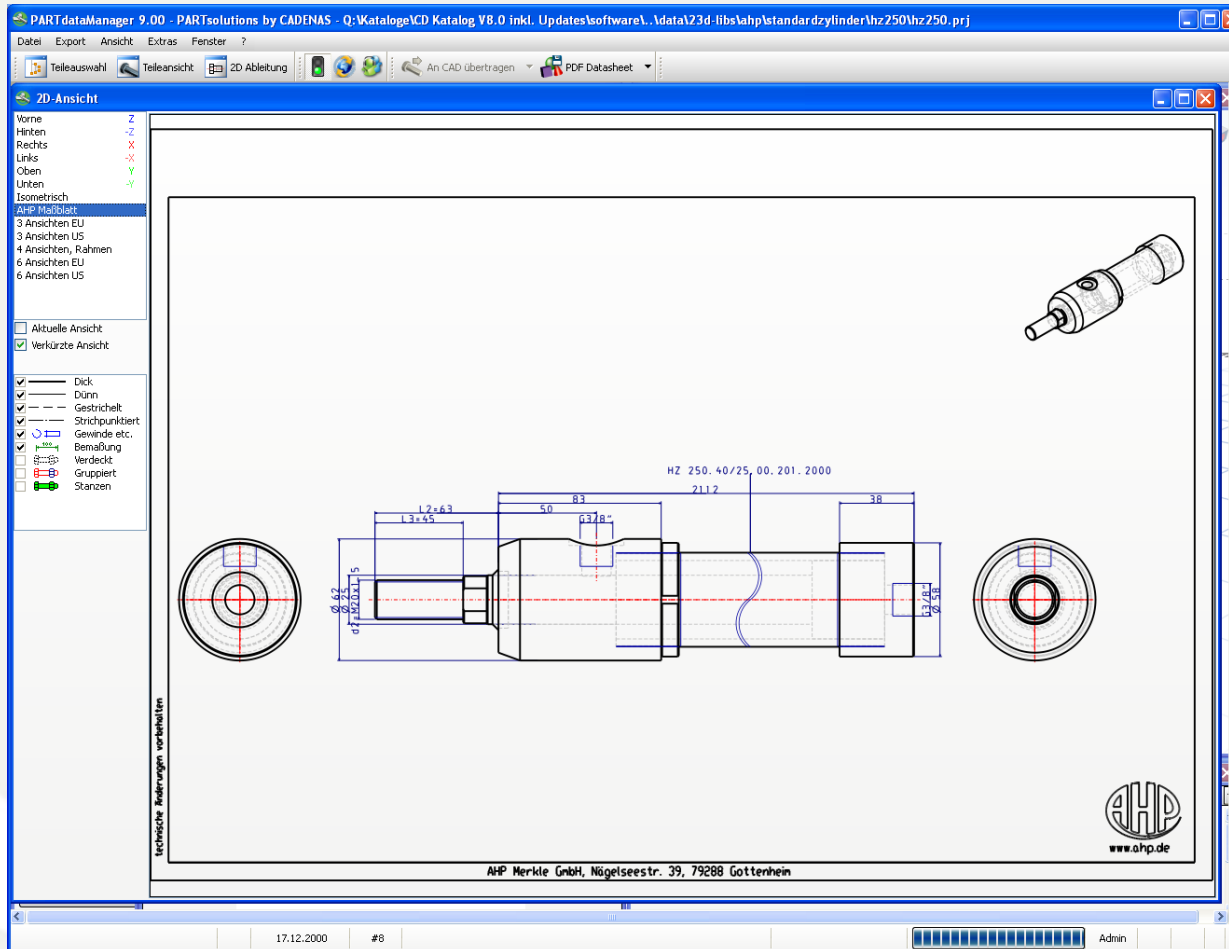 PARTdataManager 9.00 - PARTsolutions by CADENAS - Q:\Kataloge\CD Katalog V8.0 inkl. Updates\software\..\data\23d-libs\ahp\standardzylinder\hz250\hz250.prj
Datei Export Ansicht Extras Fenster ?
Teileauswahl Teileansicht 2D Ableitung An CAD übertragen PDF Datasheet
2D-Ansicht
Vorne Z
Hinten -Z
Rechts X
Links -X
Oben Y
Unten -Y
Isometrisch
AHP Maßblatt
3 Ansichten EU
3 Ansichten US
4 Ansichten, Rahmen
6 Ansichten EU
6 Ansichten US
Aktuelle Ansicht
Verkürzte Ansicht
Dick
Dünn
Gestrichelt
Strichpunktiert
Gewinde etc.
100 Bemaßung
Verdeckt
Gruppiert
Stanzen
HZ 250.40/25.00.201.2000
2112
83
38
L2=63
50
L3=45
G3/8"
Ø 62
Ø 25
d2=M20x1.5
G3/8"
Ø 58
technische Änderungen vorbehalten
AHP
www.ahp.de
AHP Merkle GmbH, Nägelseestr. 39, 79288 Gottenheim
17.12.2000 #8 Admin